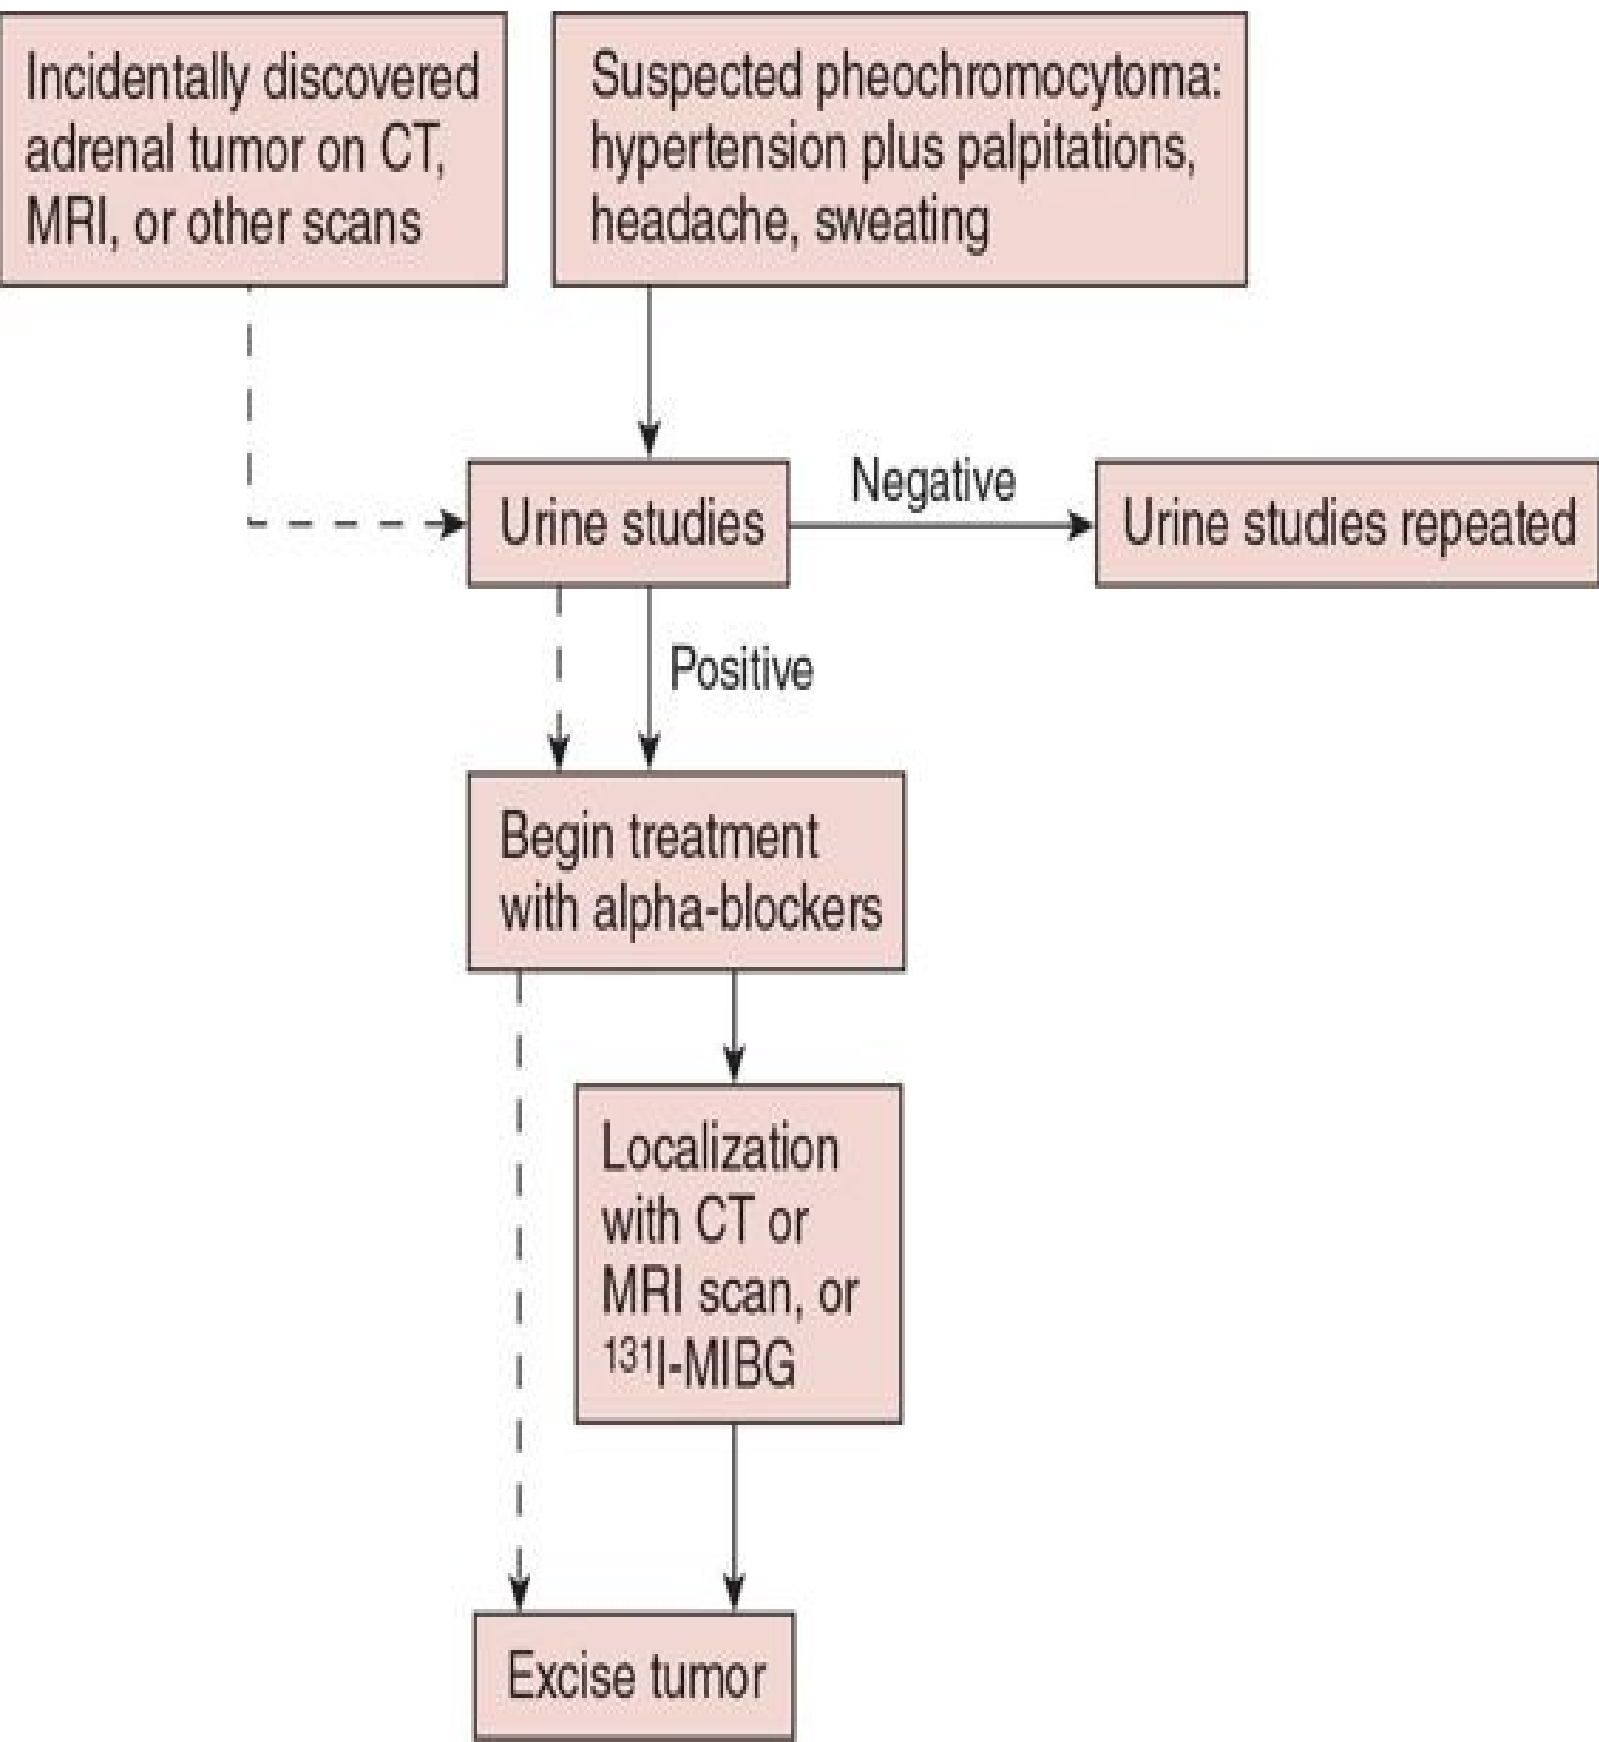 Incidentally discovered
adrenal tumor on CT,
MRI, or other scans
Suspected pheochromocytoma:
hypertension plus palpitations,
headache, sweating
Urine studies
Negative
Urine studies repeated
Positive
Begin treatment
with alpha-blockers
Localization
with CT or
MRI scan, or
¹³¹I-MIBG
Excise tumor